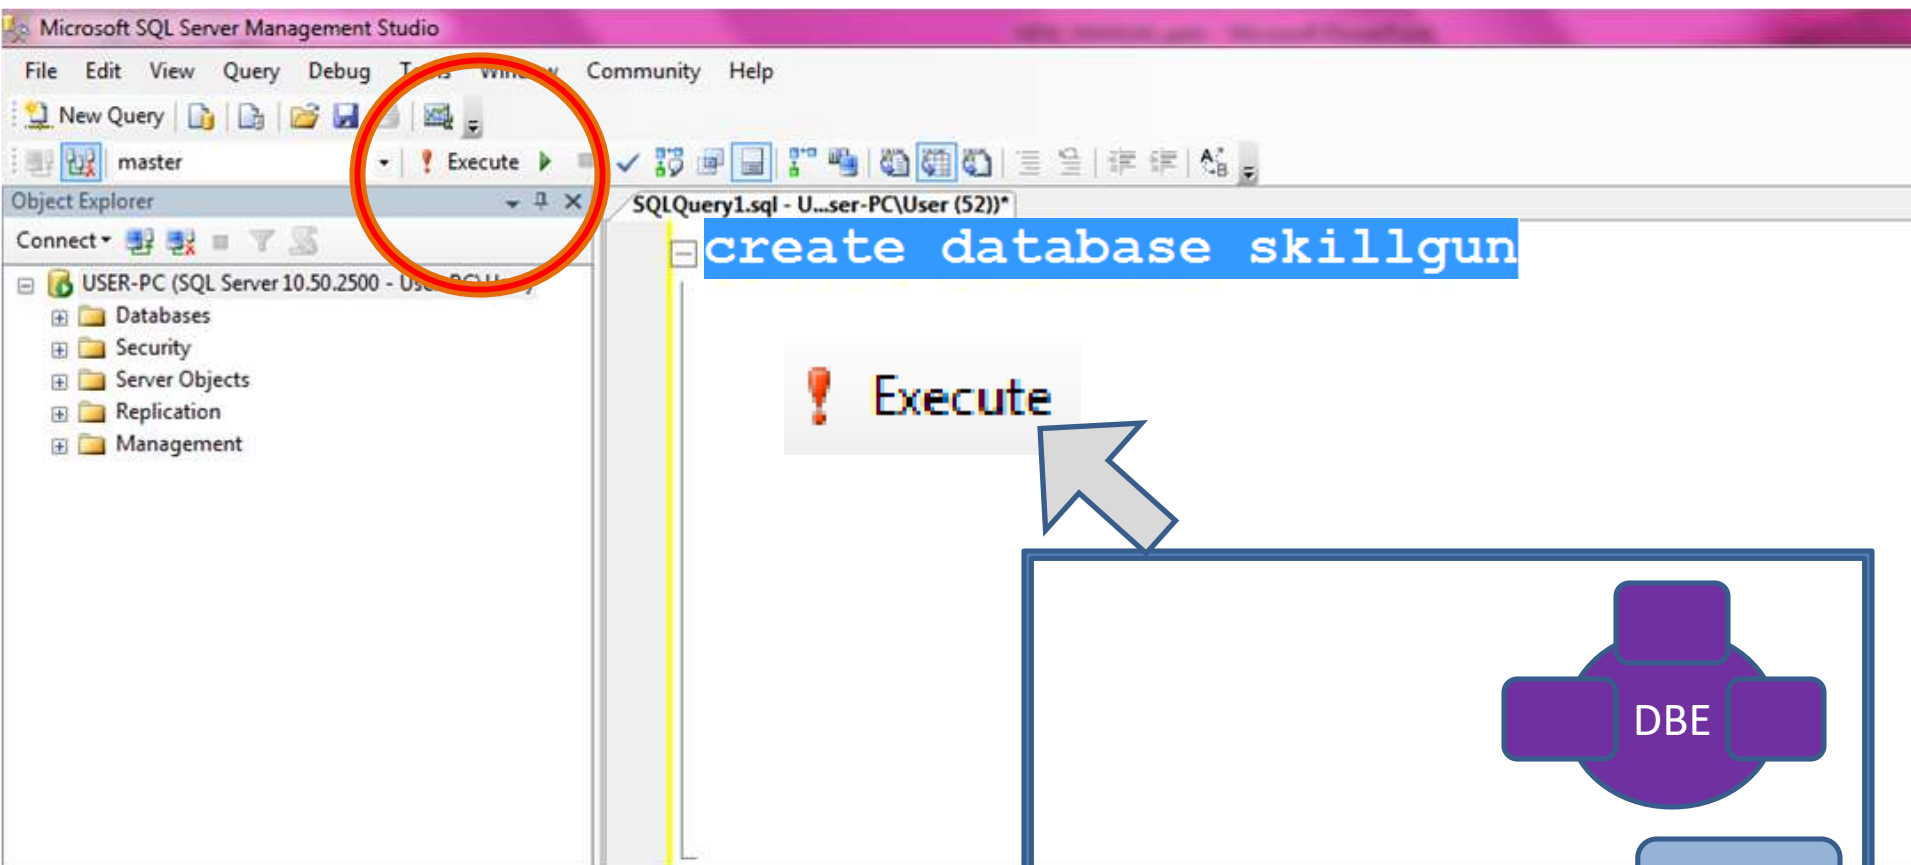 Microsoft SQL Server Management Studio
File Edit View Query Debug Window Community Help
New Query
master Execute
Object Explorer
SQLQuery1.sql - U...ser-PC\User (52))*
Connect
create database skillgun
USER-PC (SQL Server 10.50.2500 -
Databases
Security
Server Objects
Replication
Management
Execute
DBE